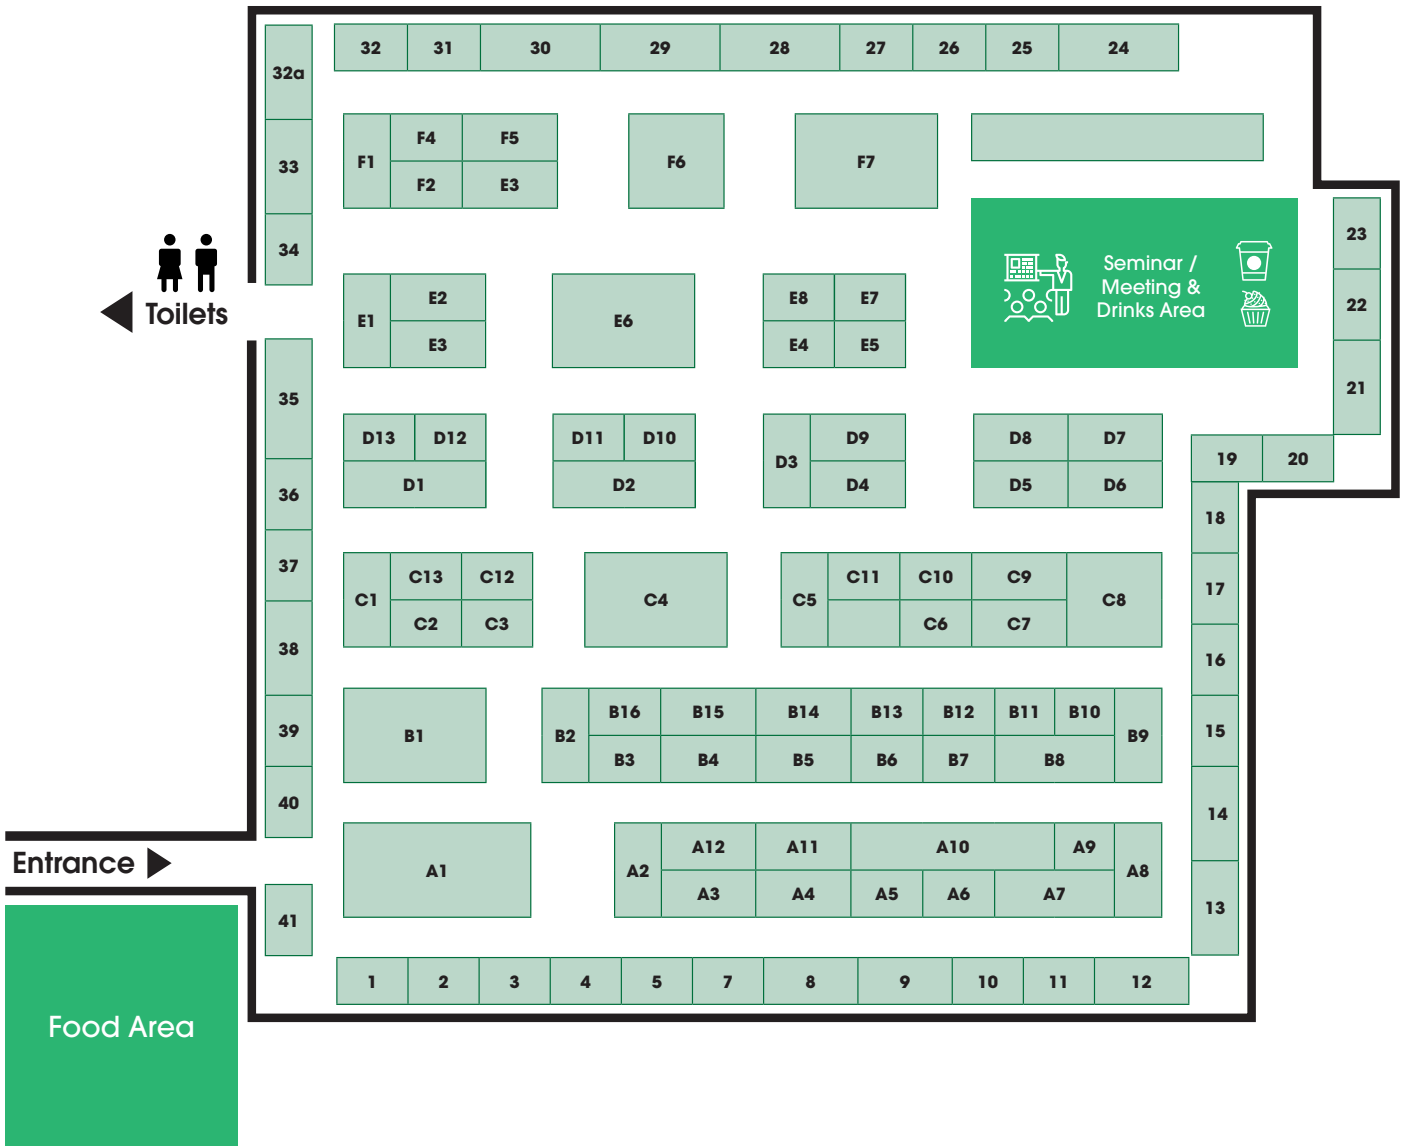 32 31 30 29 28 27 26 25 24
32a
33
34
F1 F4 F5 F6 F7
F2 E3
23
22
21
Seminar /
Meeting &
Drinks Area
Toilets
E1 E2 E6 E8 E7
E3 E4 E5
35
36
37
38
39
40
D13 D12 D11 D10 D3 D9 D8 D7
D1 D2 D4 D5 D6
19 20
18
17
16
15
14
13
C1 C13 C12 C4 C5 C11 C10 C9 C8
C2 C3 C6 C7
B1 B2 B16 B15 B14 B13 B12 B11 B10 B9
B3 B4 B5 B6 B7 B8
Entrance
A1 A2 A12 A11 A10 A9 A8
A3 A4 A5 A6 A7
41
1 2 3 4 5 7 8 9 10 11 12
Food Area